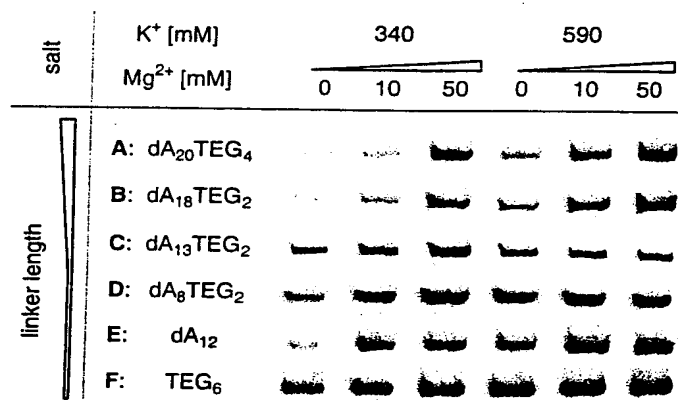 salt
K⁺ [mM] 340 590
Mg²⁺ [mM] 0 10 50 0 10 50
linker length
A: dA₂₀TEG₄
B: dA₁₈TEG₂
C: dA₁₃TEG₂
D: dA₈TEG₂
E: dA₁₂
F: TEG₆